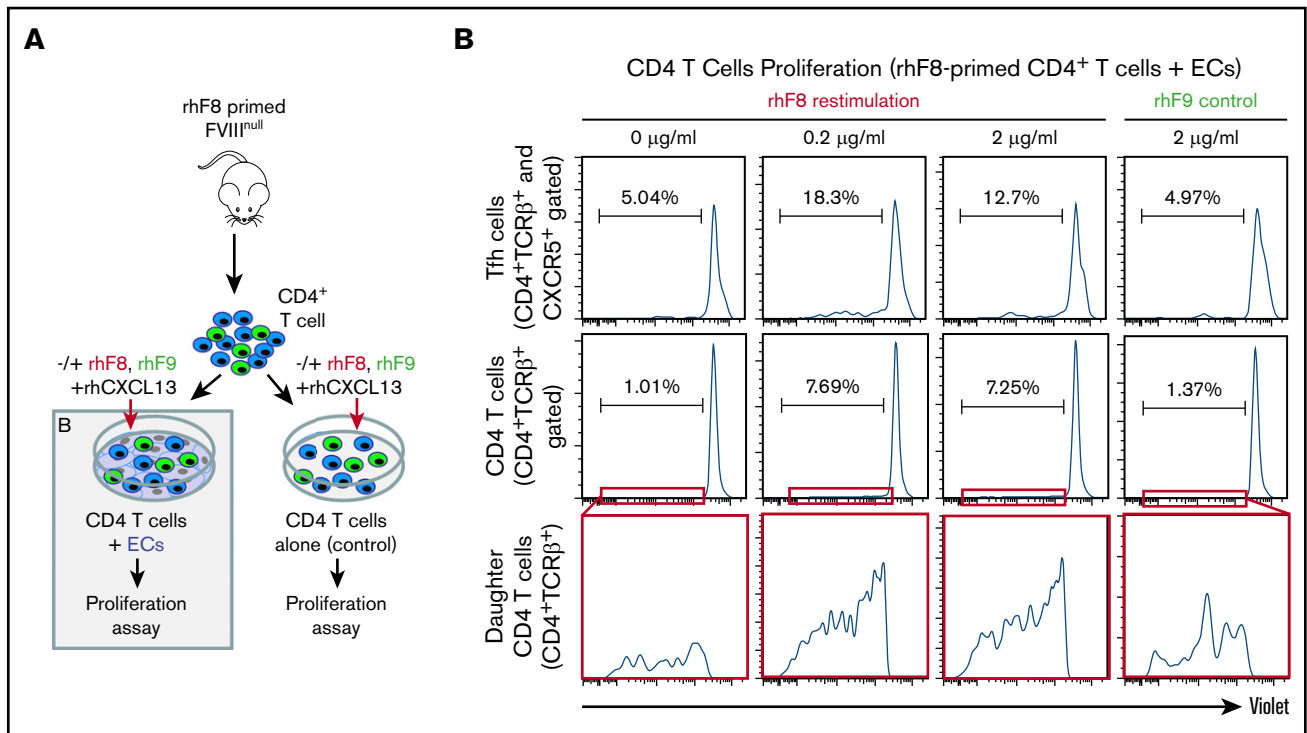 A
rhF8 primed
FVIIInull
CD4+
T cell
-/+ rhF8, rhF9
+rhCXCL13
-/+ rhF8, rhF9
+rhCXCL13
B
CD4 T cells
+ ECs
Proliferation
assay
CD4 T cells
alone (control)
Proliferation
assay
B
CD4 T Cells Proliferation (rhF8-primed CD4+ T cells + ECs)
rhF8 restimulation
rhF9 control
0 µg/ml
0.2 µg/ml
2 µg/ml
2 µg/ml
Tfh cells
(CD4+TCRβ+ and
CXCR5+ gated)
5.04%
18.3%
12.7%
4.97%
CD4 T cells
(CD4+TCRβ+
gated)
1.01%
7.69%
7.25%
1.37%
Daughter
CD4 T cells
(CD4+TCRβ+)
Violet